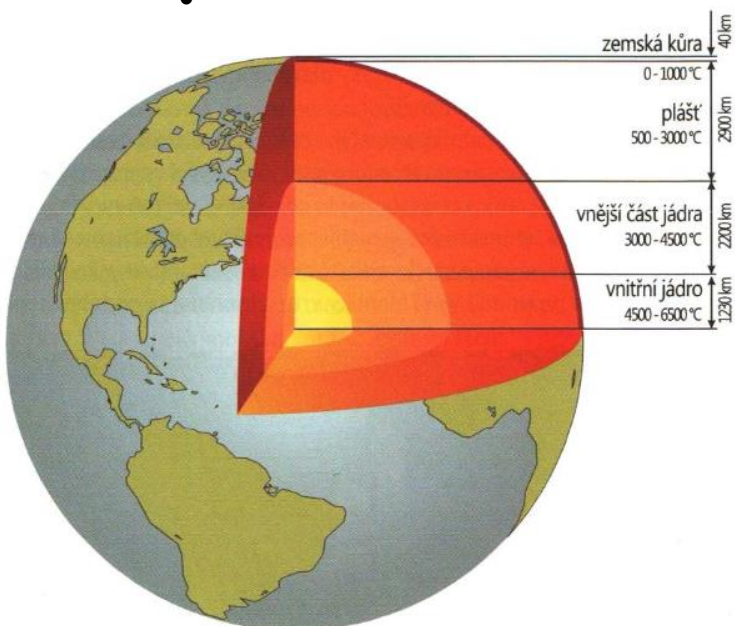 zemská kůra
0 - 1000 °C
40 km
plášť
500 - 3000 °C
2900 km
vnější část jádra
3000 - 4500 °C
2200 km
vnitřní jádro
4500 - 6500 °C
1230 km